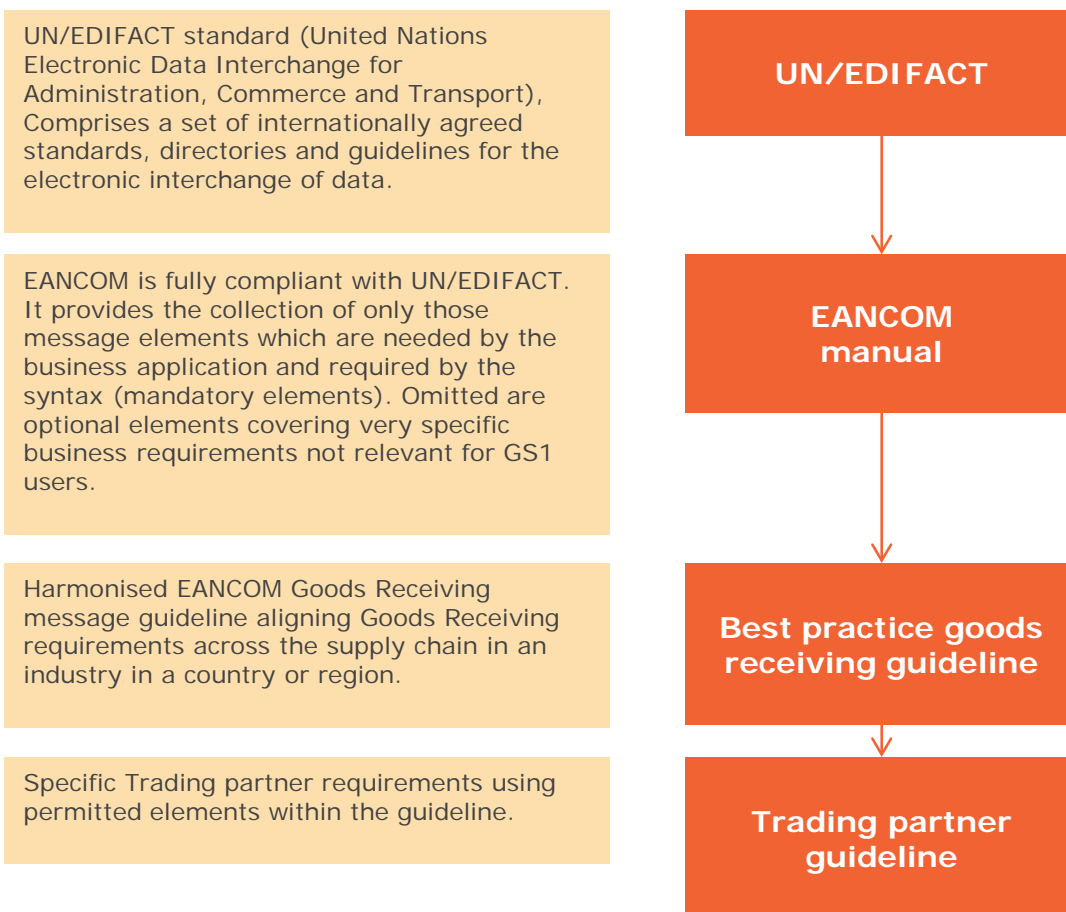 UN/EDIFACT standard (United Nations
Electronic Data Interchange for
Administration, Commerce and Transport),
Comprises a set of internationally agreed
standards, directories and guidelines for the
electronic interchange of data.
UN/EDIFACT
EANCOM is fully compliant with UN/EDIFACT.
It provides the collection of only those
message elements which are needed by the
business application and required by the
syntax (mandatory elements). Omitted are
optional elements covering very specific
business requirements not relevant for GS1
users.
EANCOM
manual
Harmonised EANCOM Goods Receiving
message guideline aligning Goods Receiving
requirements across the supply chain in an
industry in a country or region.
Best practice goods
receiving guideline
Specific Trading partner requirements using
permitted elements within the guideline.
Trading partner
guideline